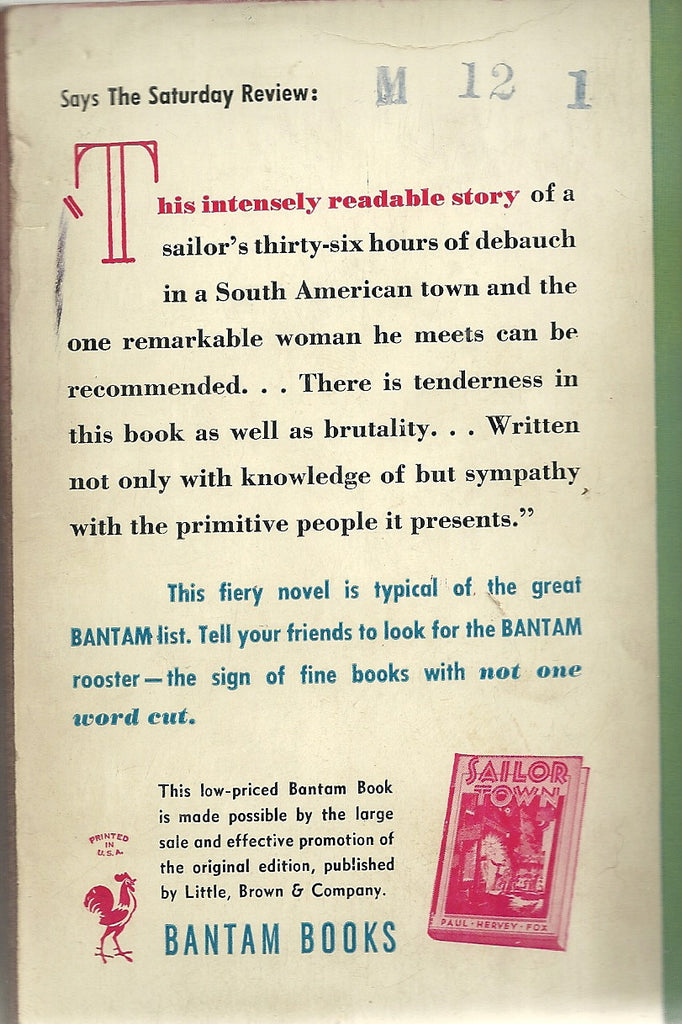 Says The Saturday Review:
M 12 1
"This intensely readable story of a
sailor's thirty-six hours of debauch
in a South American town and the
one remarkable woman he meets can be
recommended. . . There is tenderness in
this book as well as brutality. . . Written
not only with knowledge of but sympathy
with the primitive people it presents."
This fiery novel is typical of the great
BANTAM list. Tell your friends to look for the BANTAM
rooster—the sign of fine books with not one
word cut.
This low-priced Bantam Book
is made possible by the large
sale and effective promotion of
the original edition, published
by Little, Brown & Company.
PRINTED
IN
U.S.A.
BANTAM BOOKS
SAILOR
TOWN
PAUL · HERVEY · FOX